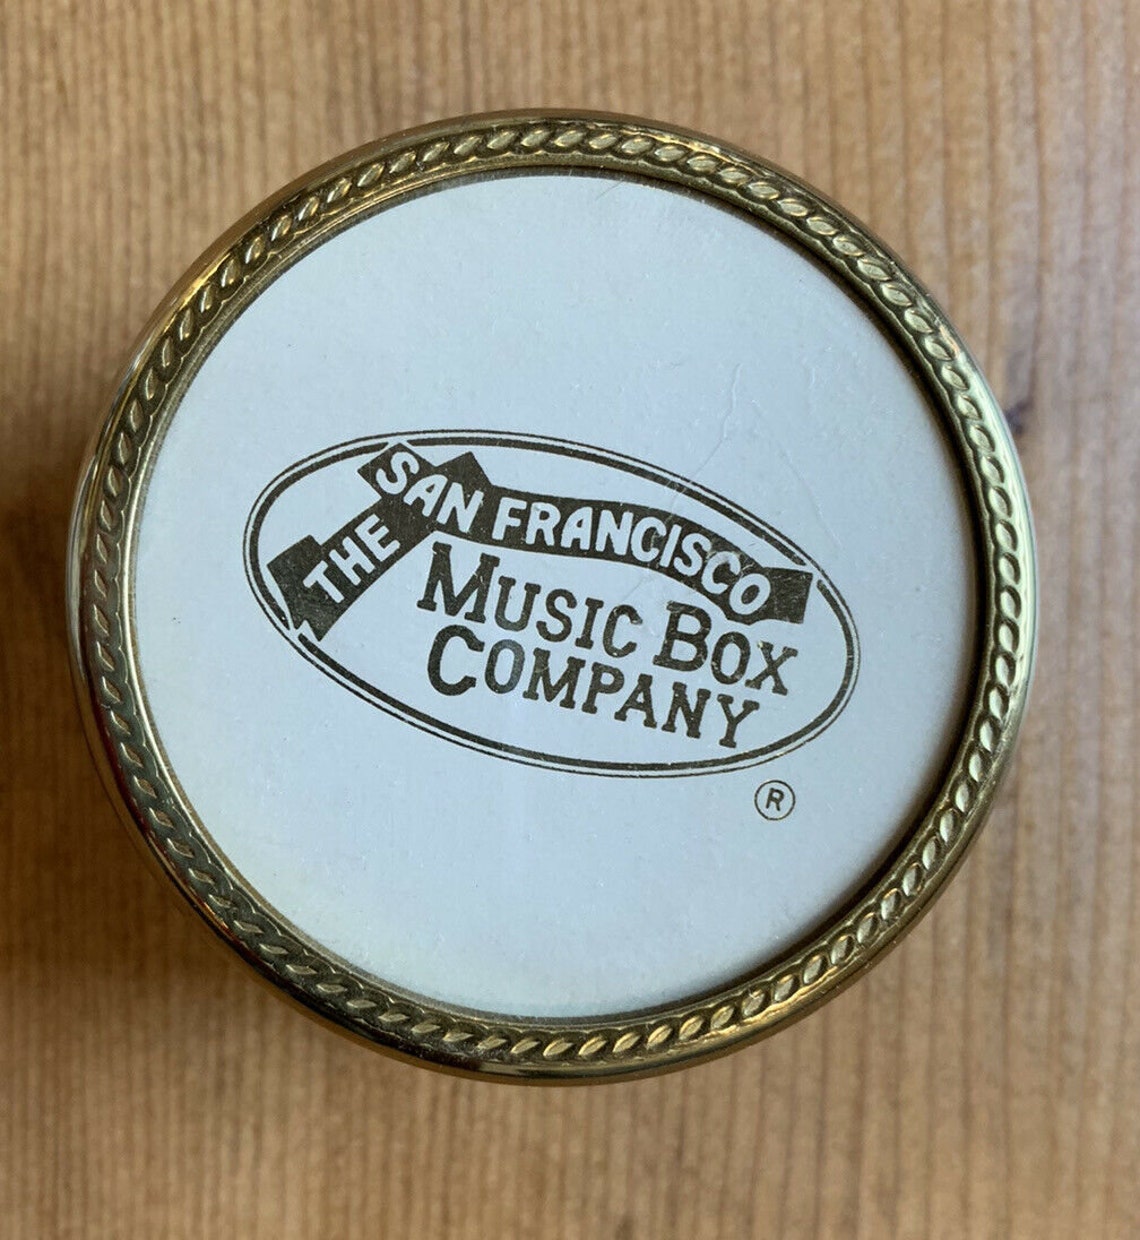 THE
SAN FRANCISCO
MUSIC BOX
COMPANY
®